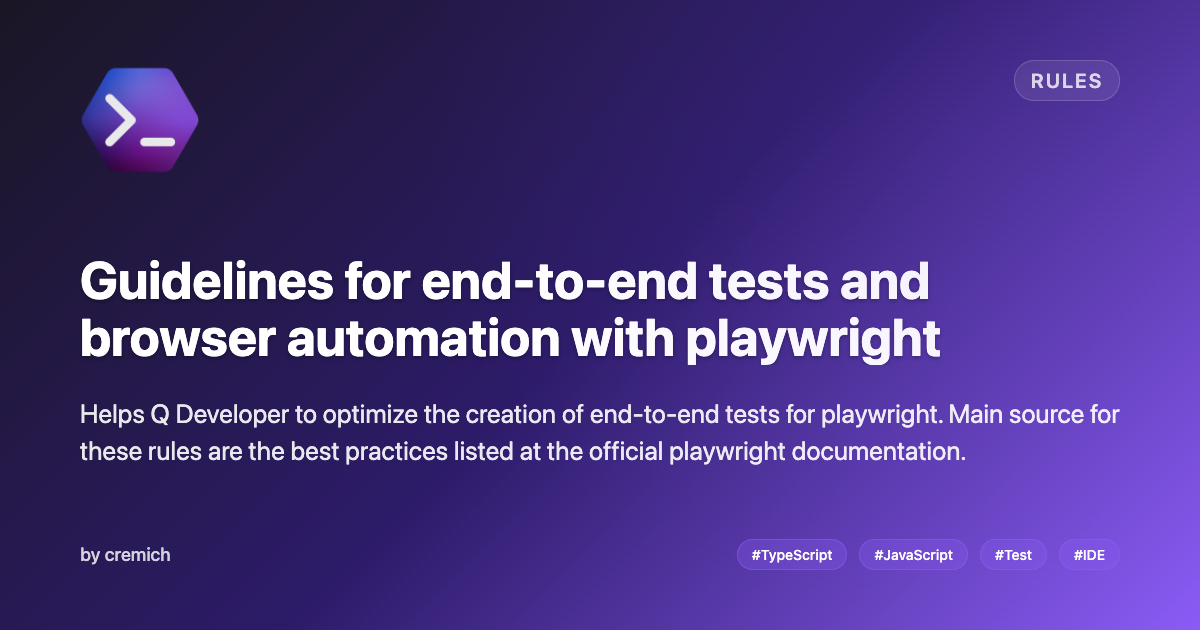 RULES
Guidelines for end-to-end tests and
browser automation with playwright
Helps Q Developer to optimize the creation of end-to-end tests for playwright. Main source for
these rules are the best practices listed at the official playwright documentation.
by cremich
#TypeScript
#JavaScript
#Test
#IDE